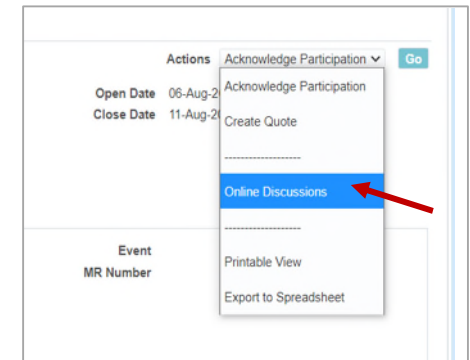 Actions Acknowledge Participation Go
Acknowledge Participation
Open Date 06-Aug-2
Close Date 11-Aug-20
Create Quote
-------------------
Online Discussions
-------------------
Event
Printable View
MR Number
Export to Spreadsheet